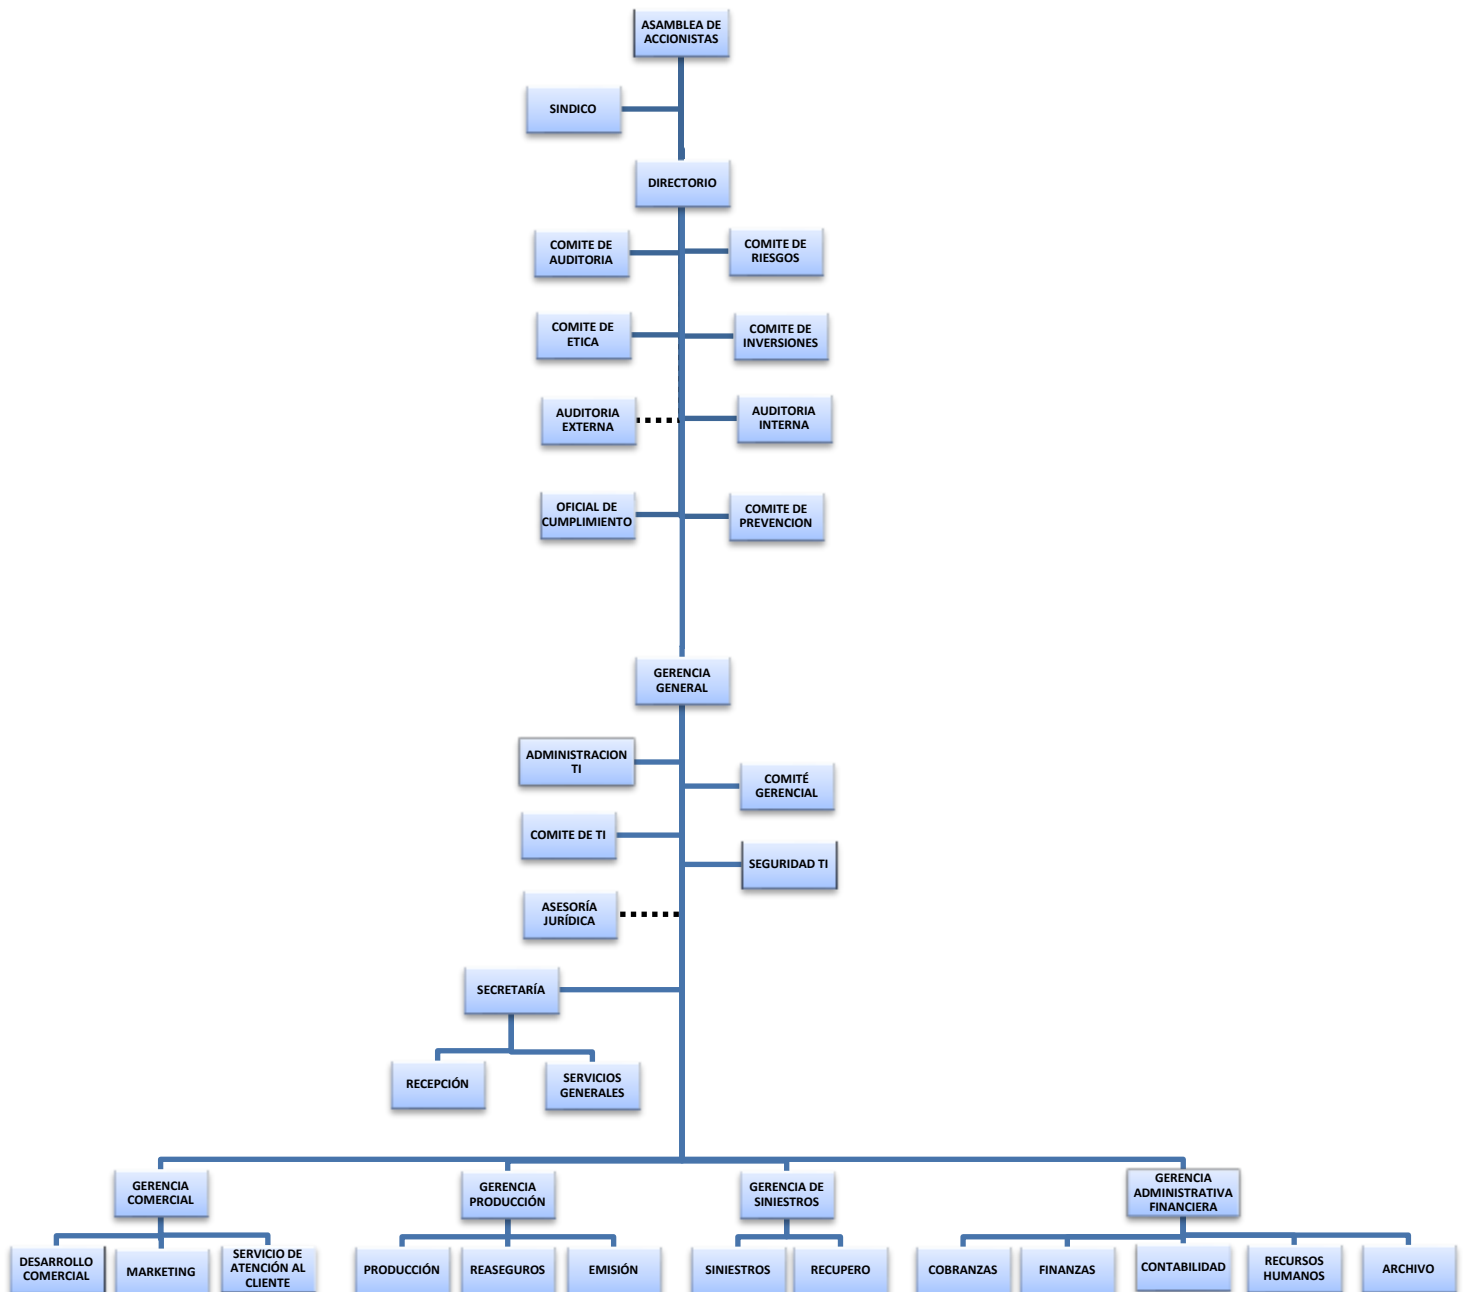 ASAMBLEA DE
ACCIONISTAS
SINDICO
DIRECTORIO
COMITE DE
AUDITORIA
COMITE DE
RIESGOS
COMITE DE
ETICA
COMITE DE
INVERSIONES
AUDITORIA
EXTERNA
AUDITORIA
INTERNA
OFICIAL DE
CUMPLIMIENTO
COMITE DE
PREVENCION
GERENCIA
GENERAL
ADMINISTRACION
TI
COMITÉ
GERENCIAL
COMITE DE TI
SEGURIDAD TI
ASESORÍA
JURÍDICA
SECRETARÍA
RECEPCIÓN
SERVICIOS
GENERALES
GERENCIA
COMERCIAL
GERENCIA
PRODUCCIÓN
GERENCIA DE
SINIESTROS
GERENCIA
ADMINISTRATIVA
FINANCIERA
DESARROLLO
COMERCIAL
MARKETING
SERVICIO DE
ATENCIÓN AL
CLIENTE
PRODUCCIÓN
REASEGUROS
EMISIÓN
SINIESTROS
RECUPERO
COBRANZAS
FINANZAS
CONTABILIDAD
RECURSOS
HUMANOS
ARCHIVO